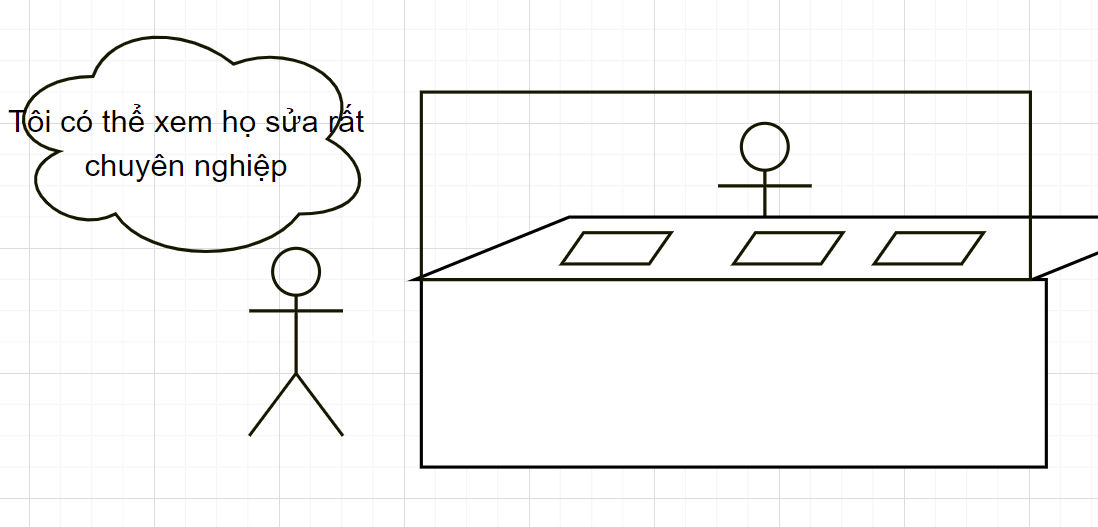 Tôi có thể xem họ sửa rất
chuyên nghiệp